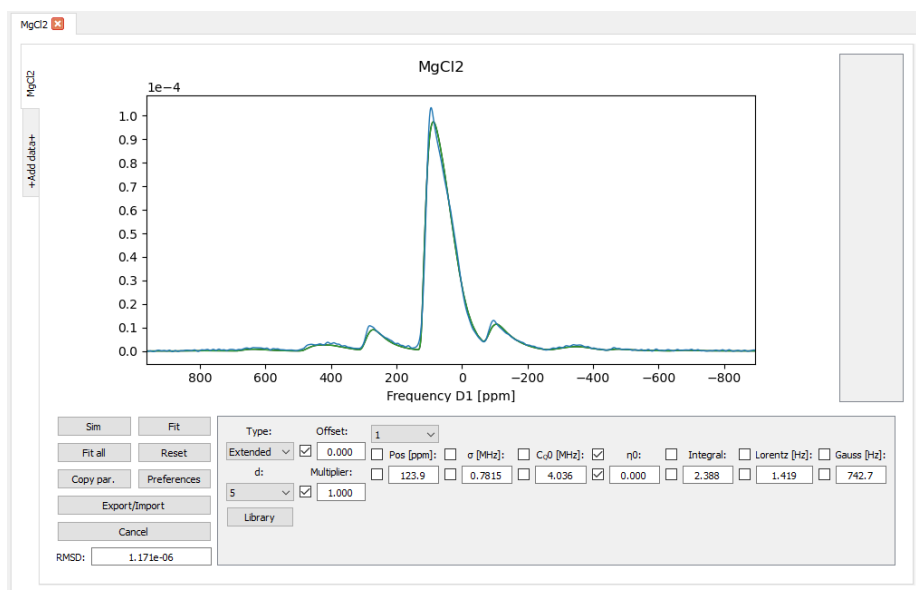 MgCl2
MgCl2
+Add data+
MgCl2
1e−4
1.0
0.9
0.8
0.7
0.6
0.5
0.4
0.3
0.2
0.1
0.0
800 600 400 200 0 −200 −400 −600 −800
Frequency D1 [ppm]
Sim Fit
Fit all Reset
Copy par. Preferences
Export/Import
Cancel
RMSD: 1.171e-06
Type: Offset: 1
Extended 0.000 Pos [ppm]: σ [MHz]: CQ0 [MHz]: η0: Integral: Lorentz [Hz]: Gauss [Hz]:
d: Multiplier: 123.9 0.7815 4.036 0.000 2.388 1.419 742.7
5 1.000
Library